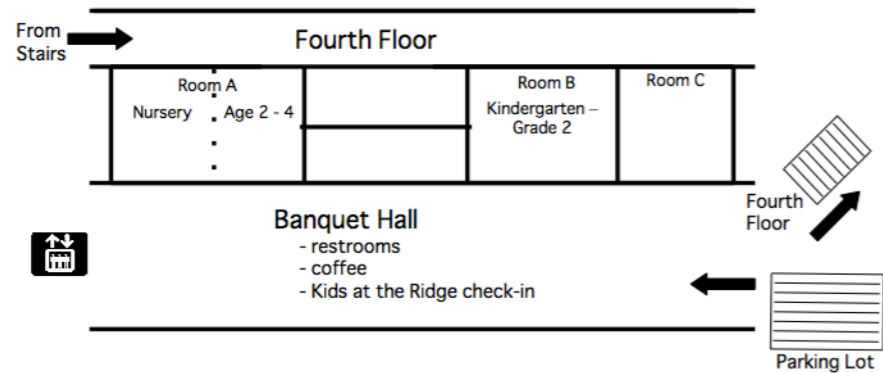 From
Stairs
Fourth Floor
Room A
Nursery
Age 2 - 4
Room B
Kindergarten –
Grade 2
Room C
Fourth
Floor
Banquet Hall
- restrooms
- coffee
- Kids at the Ridge check-in
Parking Lot